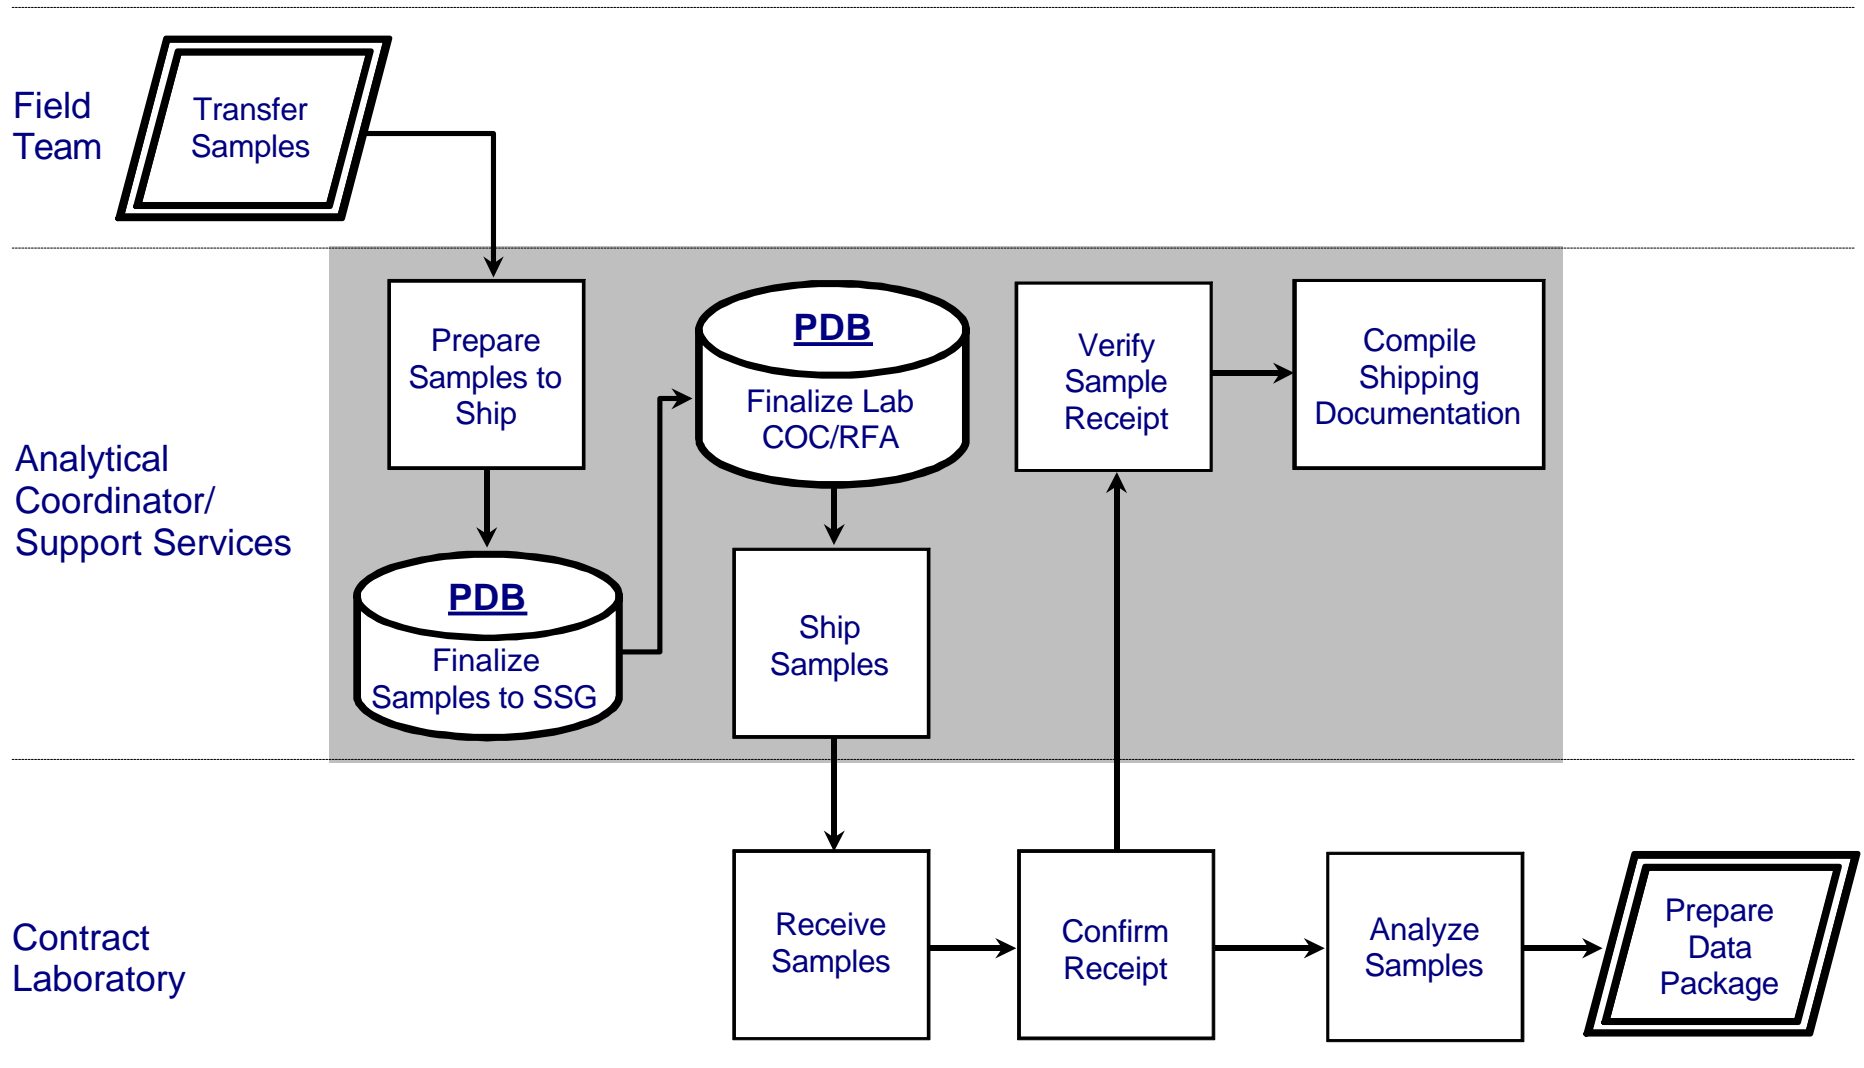 Field
Team
Transfer
Samples
Analytical
Coordinator/
Support Services
Prepare
Samples to
Ship
PDB
Finalize
Samples to SSG
PDB
Finalize Lab
COC/RFA
Ship
Samples
Verify
Sample
Receipt
Compile
Shipping
Documentation
Contract
Laboratory
Receive
Samples
Confirm
Receipt
Analyze
Samples
Prepare
Data
Package